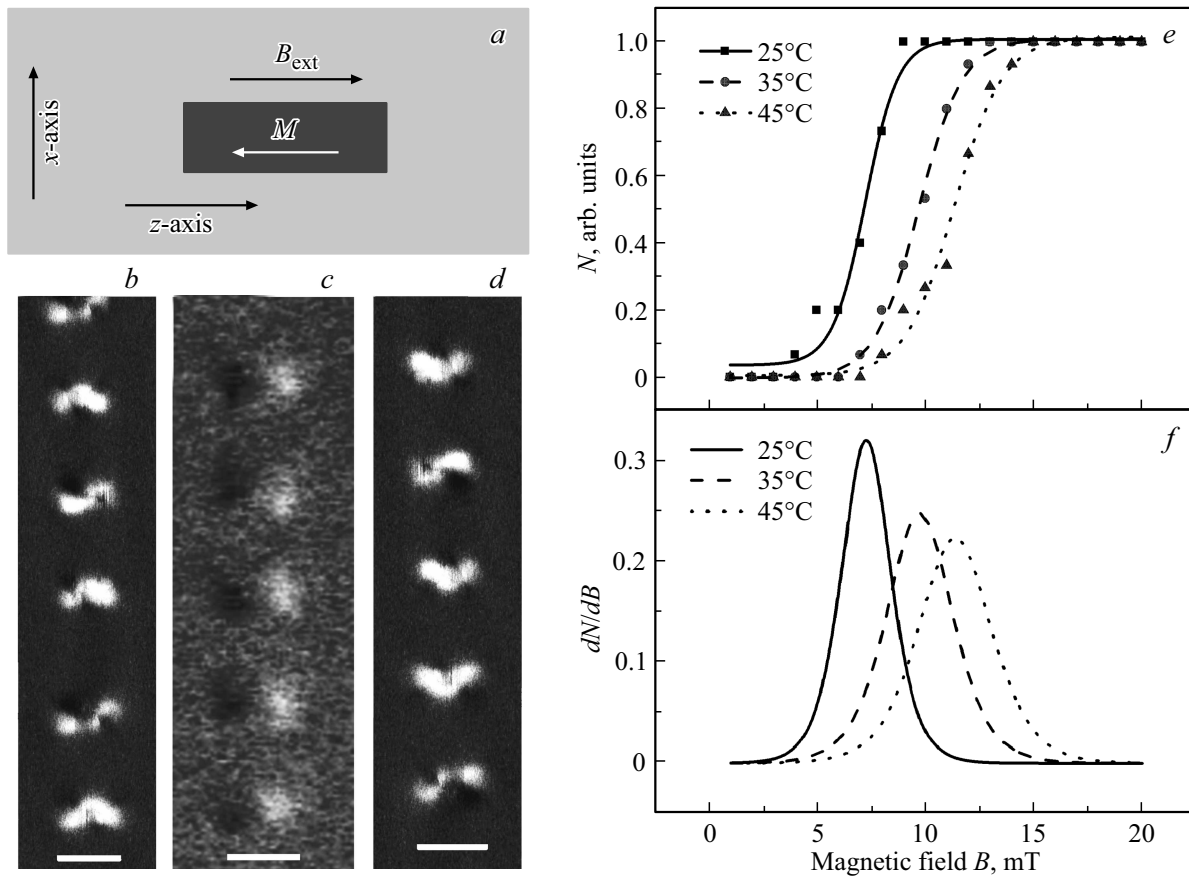 a
B_ext
M
x-axis
z-axis
b
c
d
e
25°C
35°C
45°C
1.0
0.8
0.6
0.4
0.2
0
N, arb. units
f
25°C
35°C
45°C
0.3
0.2
0.1
0
dN/dB
0 5 10 15 20
Magnetic field B, mT